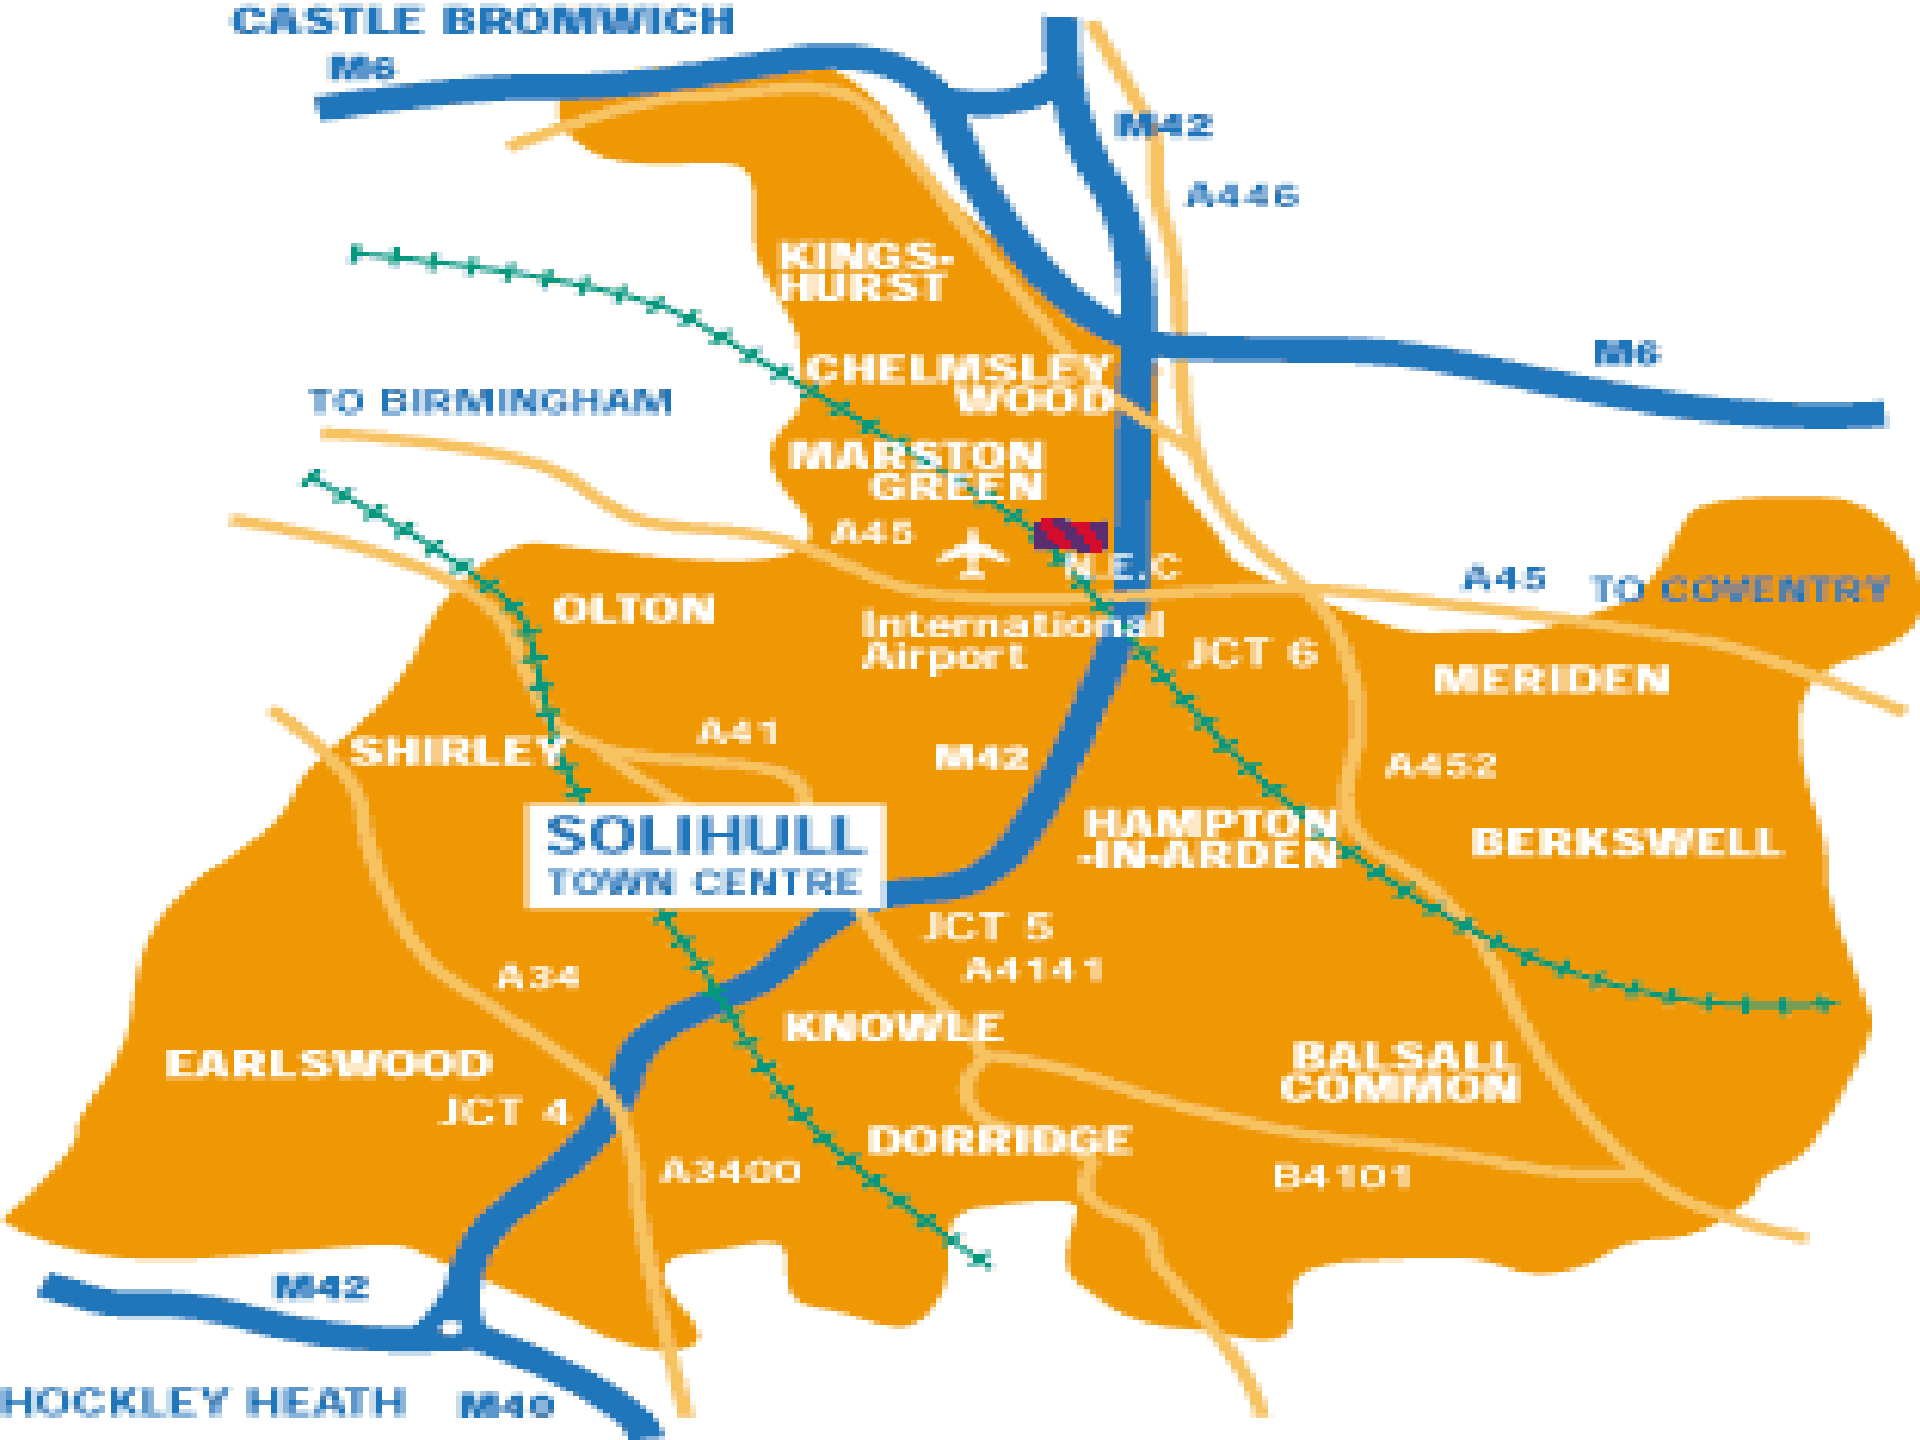 CASTLE BROMWICH
M6
M42
A446
KINGS-
HURST
M6
CHELMSLEY
WOOD
TO BIRMINGHAM
MARSTON
GREEN
A45
N.E.C
A45
TO COVENTRY
OLTON
International
Airport
JCT 6
MERIDEN
A41
SHIRLEY
M42
A452
SOLIHULL
TOWN CENTRE
HAMPTON
-IN-ARDEN
BERKSWELL
JCT 5
A4141
A34
KNOWLE
EARLSWOOD
BALSALL
COMMON
JCT 4
DORRIDGE
A3400
B4101
M42
HOCKLEY HEATH
M40